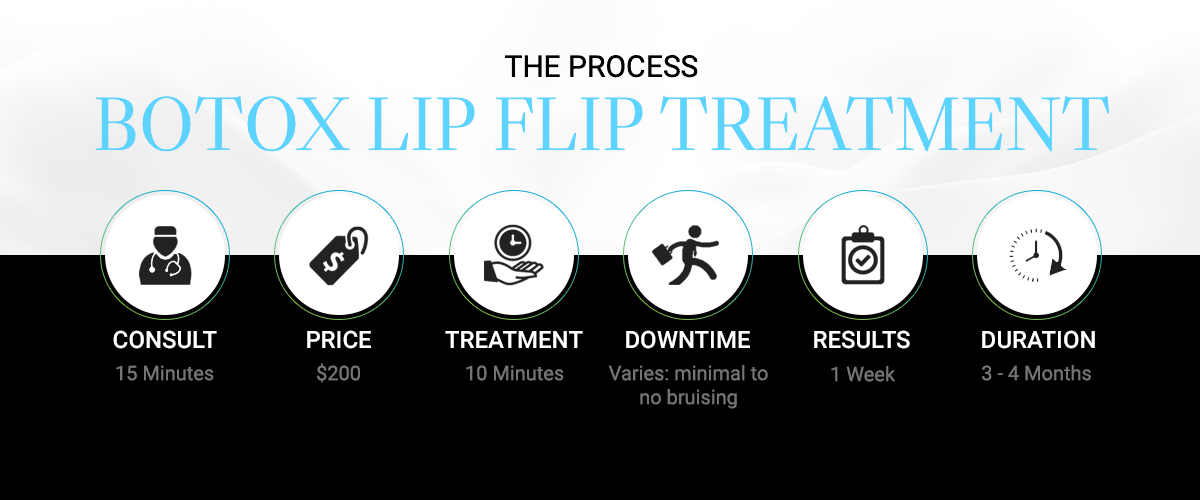 THE PROCESS
BOTOX LIP FLIP TREATMENT
CONSULT
15 Minutes
PRICE
$200
TREATMENT
10 Minutes
DOWNTIME
Varies: minimal to
no bruising
RESULTS
1 Week
DURATION
3 - 4 Months